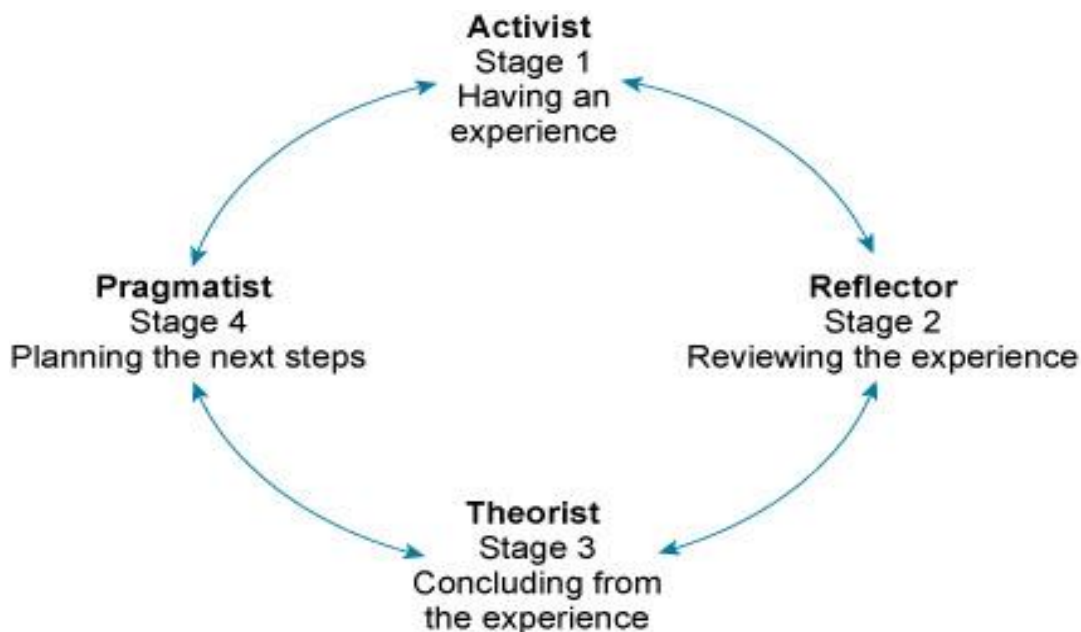 Activist
Stage 1
Having an
experience
Reflector
Stage 2
Reviewing the experience
Theorist
Stage 3
Concluding from
the experience
Pragmatist
Stage 4
Planning the next steps